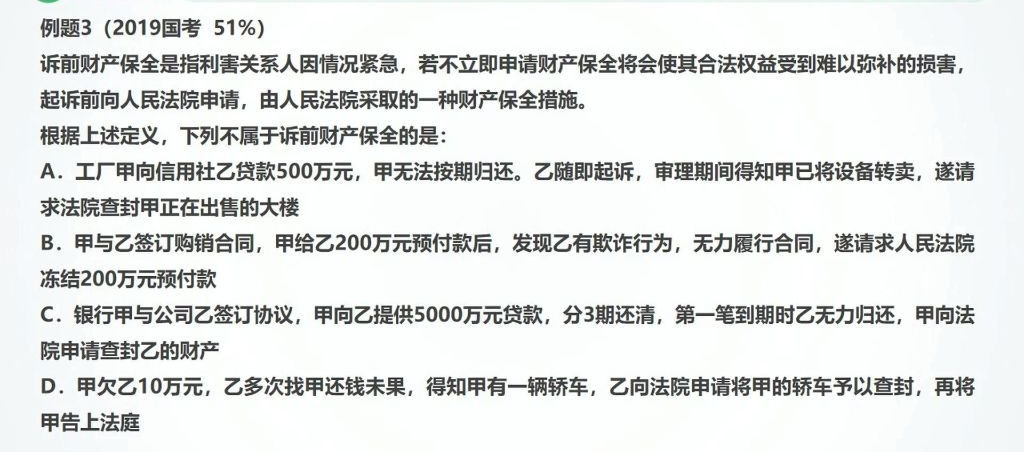 例题3（2019国考 51%）
诉前财产保全是指利害关系人因情况紧急，若不立即申请财产保全将会使其合法权益受到难以弥补的损害，
起诉前向人民法院申请，由人民法院采取的一种财产保全措施。
根据上述定义，下列不属于诉前财产保全的是：
A．工厂甲向信用社乙贷款500万元，甲无法按期归还。乙随即起诉，审理期间得知甲已将设备转卖，遂请
求法院查封甲正在出售的大楼
B．甲与乙签订购销合同，甲给乙200万元预付款后，发现乙有欺诈行为，无力履行合同，遂请求人民法院
冻结200万元预付款
C．银行甲与公司乙签订协议，甲向乙提供5000万元贷款，分3期还清，第一笔到期时乙无力归还，甲向法
院申请查封乙的财产
D．甲欠乙10万元，乙多次找甲还钱未果，得知甲有一辆轿车，乙向法院申请将甲的轿车予以查封，再将
甲告上法庭